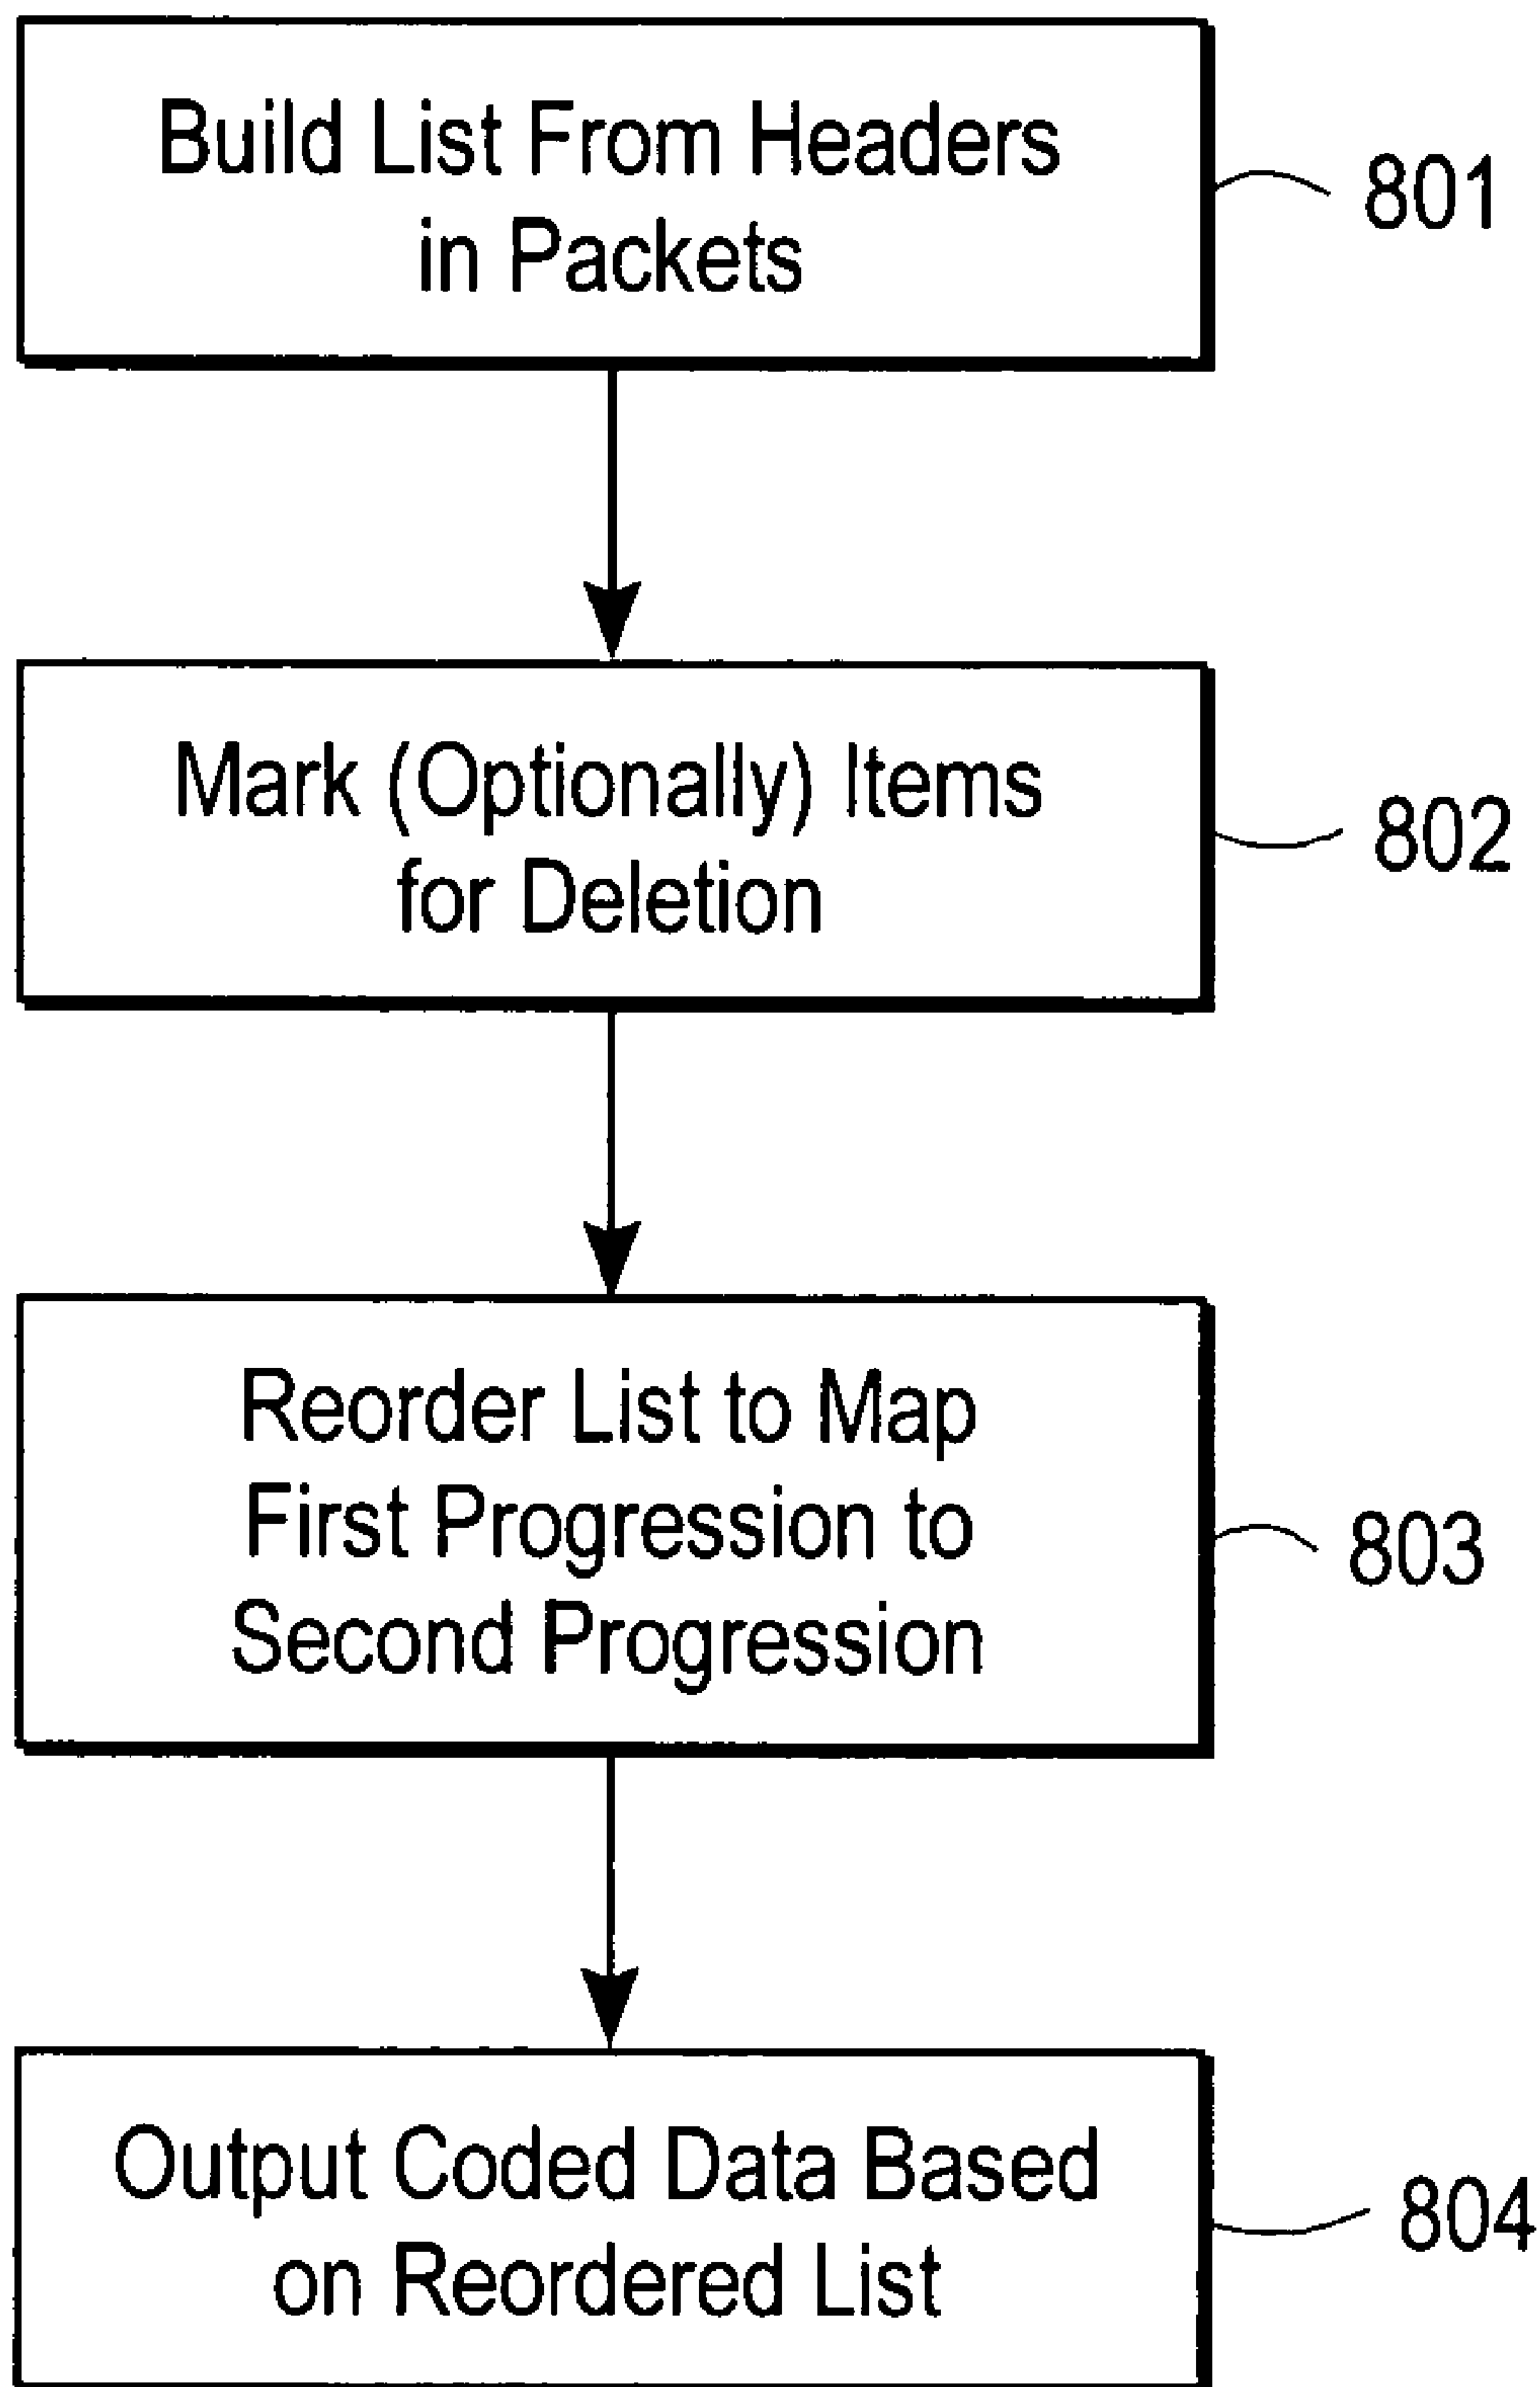 Build List From Headers
in Packets
801
Mark (Optionally) Items
for Deletion
802
Reorder List to Map
First Progression to
Second Progression
803
Output Coded Data Based
on Reordered List
804